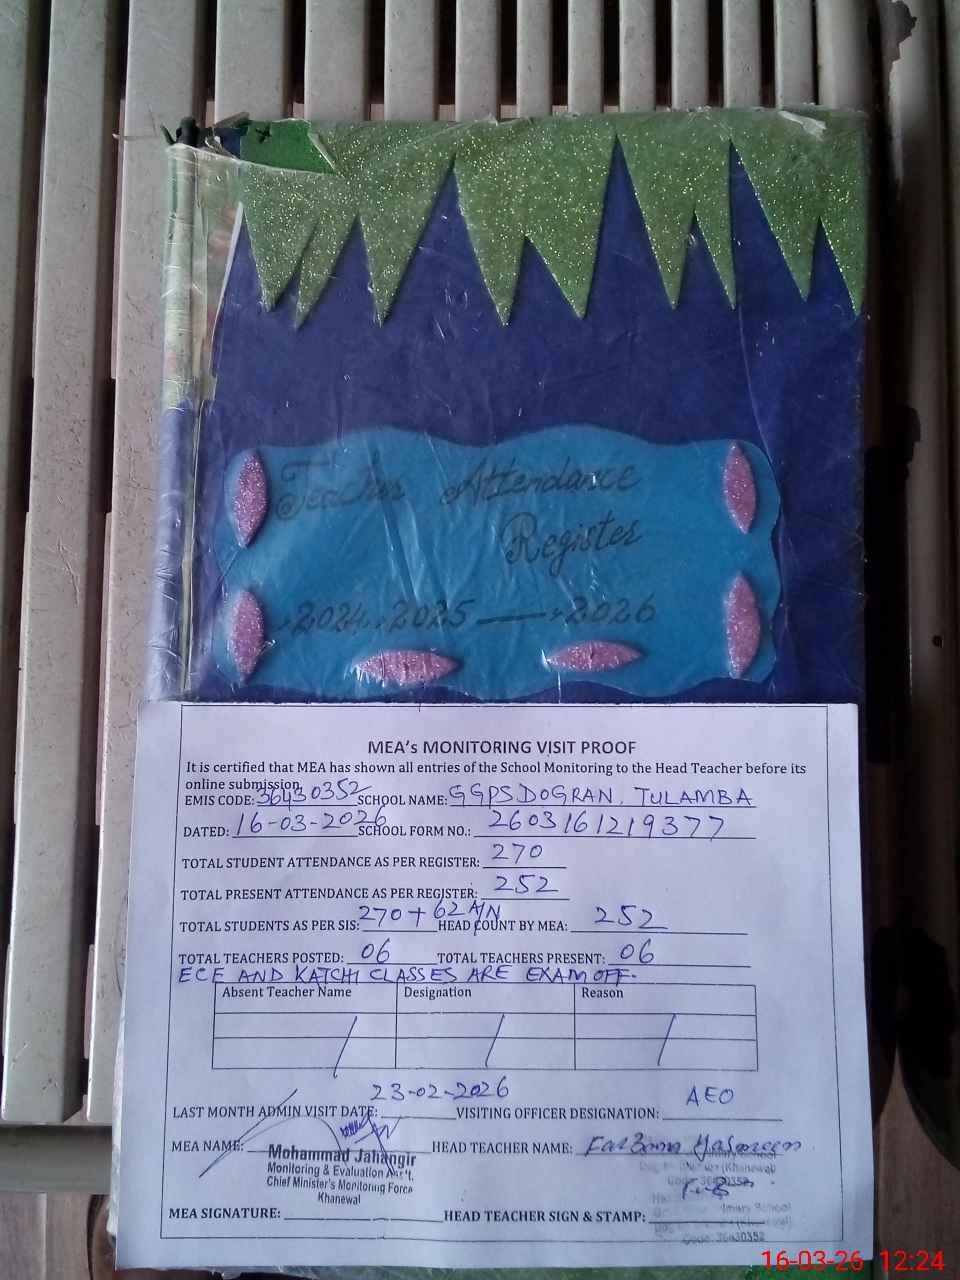 Teacher Attendance
Register
2024, 2025 — 2026
MEA's MONITORING VISIT PROOF
It is certified that MEA has shown all entries of the School Monitoring to the Head Teacher before its
online submission.
EMIS CODE: 36430352 SCHOOL NAME: GGPS DOGRAN, TULAMBA
DATED: 16-03-2026 SCHOOL FORM NO.: 2603161219377
TOTAL STUDENT ATTENDANCE AS PER REGISTER: 270
TOTAL PRESENT ATTENDANCE AS PER REGISTER: 252
TOTAL STUDENTS AS PER SIS: 270 + 62 A/N HEAD COUNT BY MEA: 252
TOTAL TEACHERS POSTED: 06 TOTAL TEACHERS PRESENT: 06
ECE AND KATCHI CLASSES ARE EXAM OFF.
Absent Teacher Name Designation Reason
LAST MONTH ADMIN VISIT DATE: 23-02-2026 VISITING OFFICER DESIGNATION: AEO
MEA NAME: HEAD TEACHER NAME: Farzana Yasmeen
Mohammad Jahangir
Monitoring & Evaluation Ass't.
Chief Minister's Monitoring Force
Khanewal
MEA SIGNATURE: HEAD TEACHER SIGN & STAMP:
Code: 36430352
16-03-26 12:24